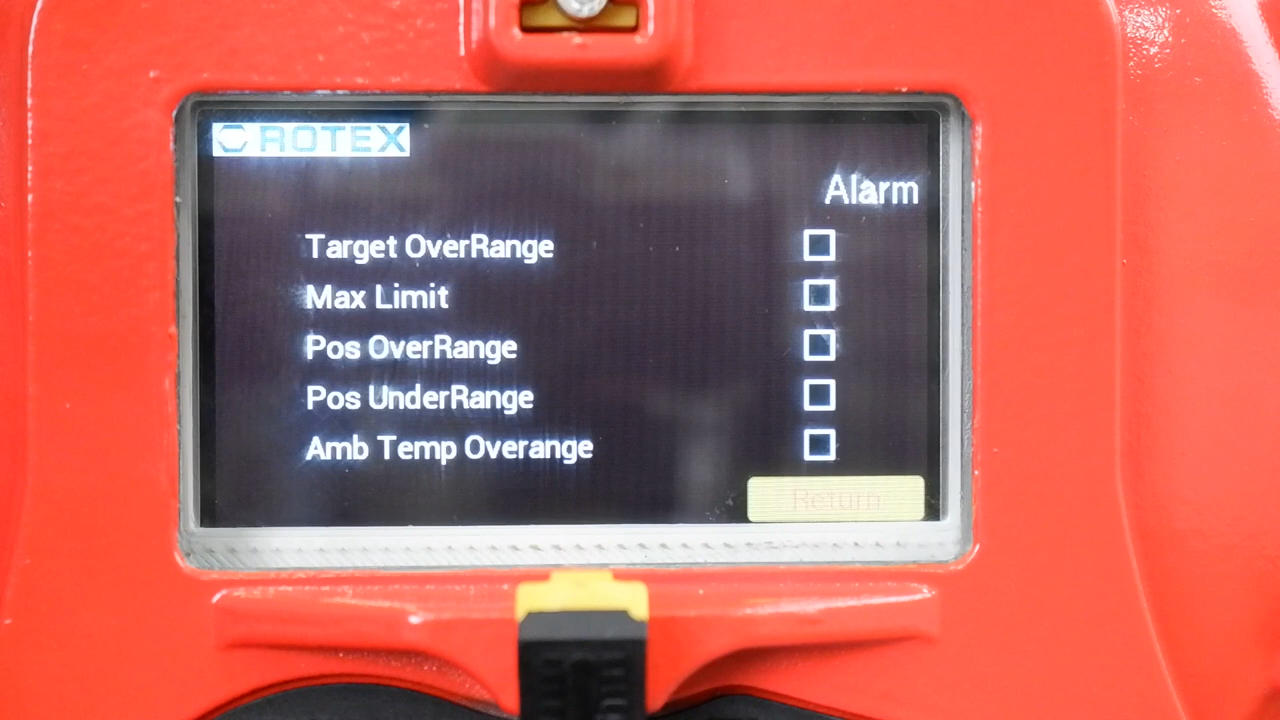 ROTEX
Alarm
Target OverRange
Max Limit
Pos OverRange
Pos UnderRange
Amb Temp Overange
Return